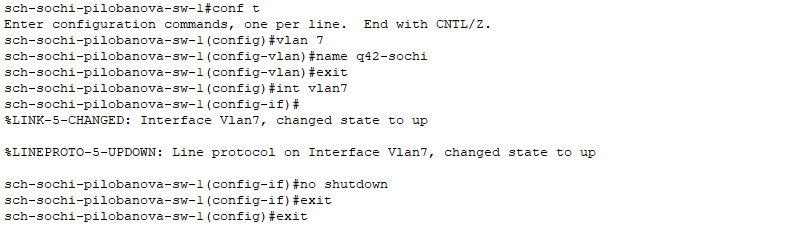 sch-sochi-pilobanova-sw-1#conf t
Enter configuration commands, one per line.  End with CNTL/Z.
sch-sochi-pilobanova-sw-1(config)#vlan 7
sch-sochi-pilobanova-sw-1(config-vlan)#name q42-sochi
sch-sochi-pilobanova-sw-1(config-vlan)#exit
sch-sochi-pilobanova-sw-1(config)#int vlan7
sch-sochi-pilobanova-sw-1(config-if)#
%LINK-5-CHANGED: Interface Vlan7, changed state to up
%LINEPROTO-5-UPDOWN: Line protocol on Interface Vlan7, changed state to up
sch-sochi-pilobanova-sw-1(config-if)#no shutdown
sch-sochi-pilobanova-sw-1(config-if)#exit
sch-sochi-pilobanova-sw-1(config)#exit